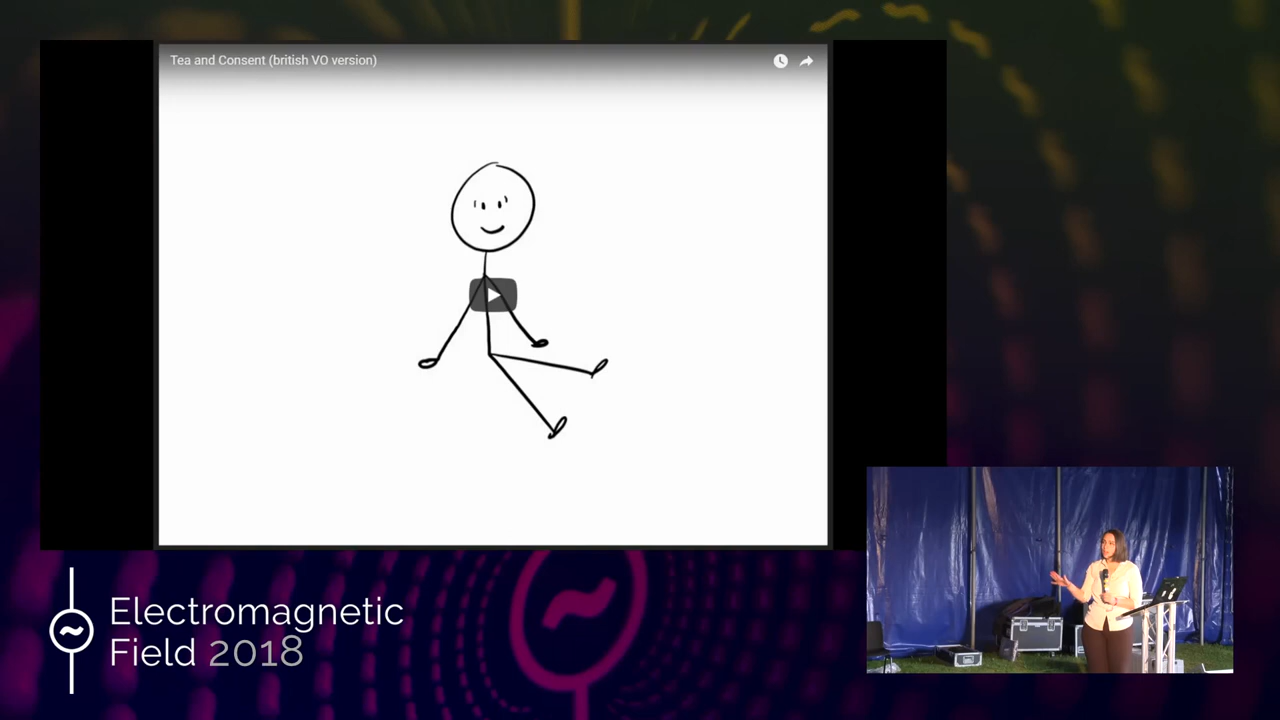 Tea and Consent (british VO version)
Electromagnetic
Field 2018